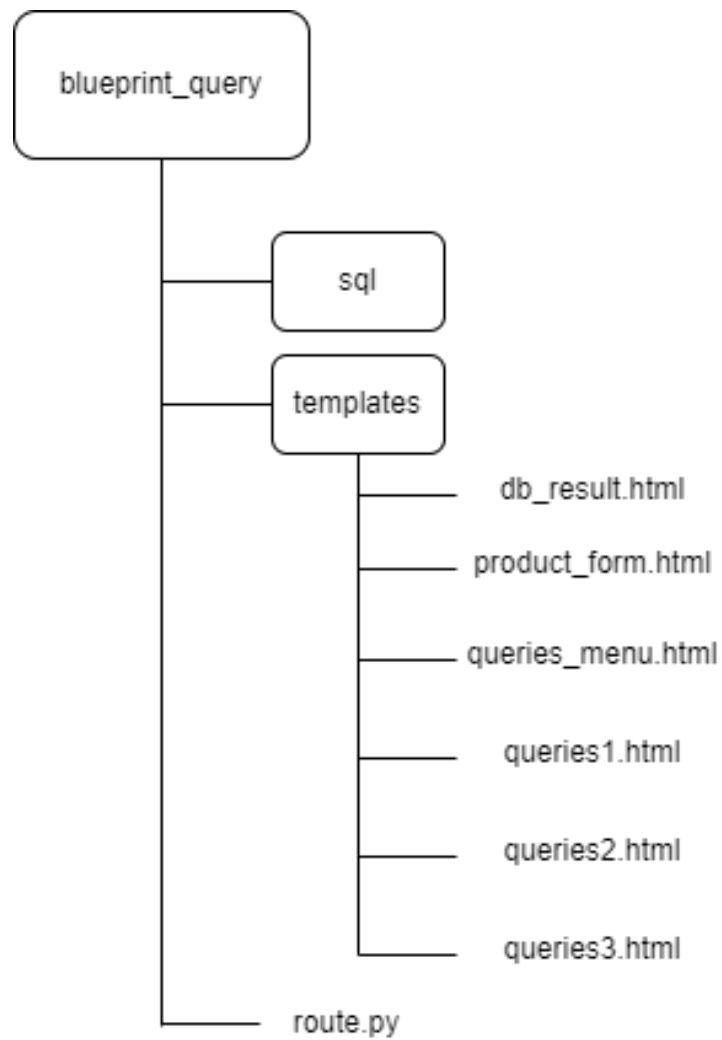 blueprint_query
sql
templates
db_result.html
product_form.html
queries_menu.html
queries1.html
queries2.html
queries3.html
route.py